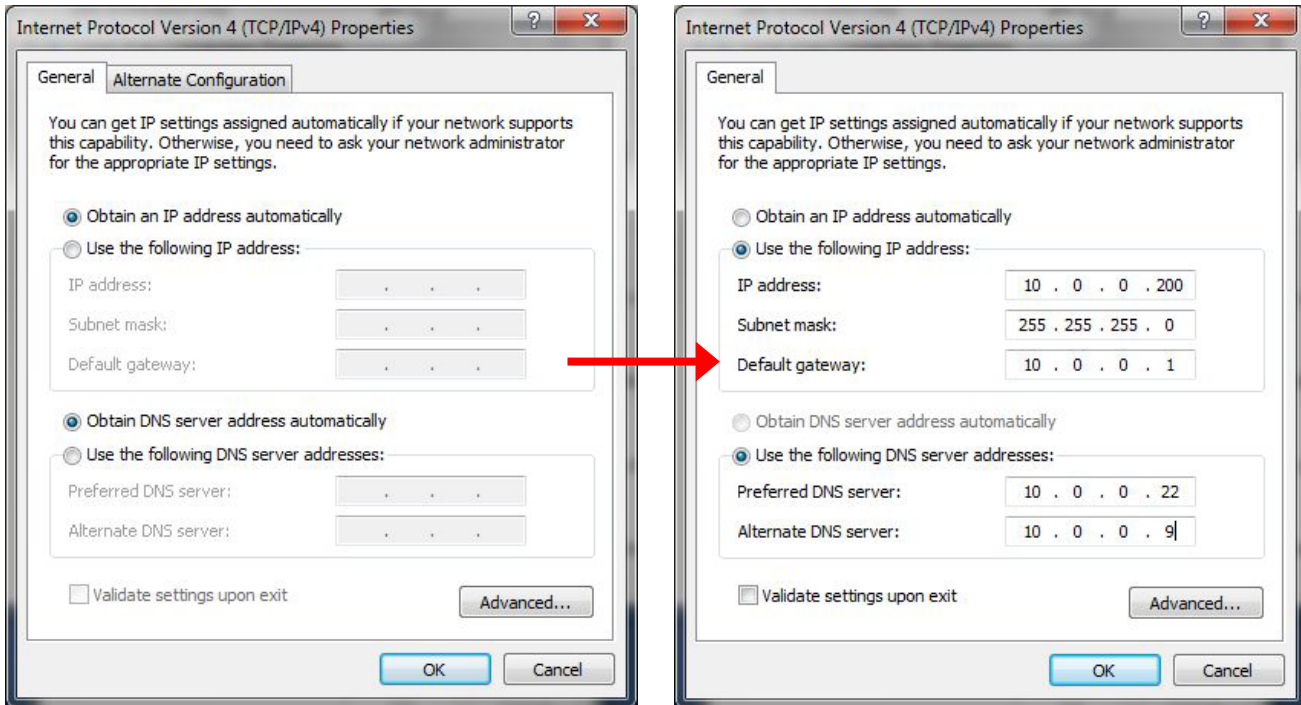 Internet Protocol Version 4 (TCP/IPv4) Properties
General
Alternate Configuration
You can get IP settings assigned automatically if your network supports
this capability. Otherwise, you need to ask your network administrator
for the appropriate IP settings.
Obtain an IP address automatically
Use the following IP address:
IP address:
. . .
Subnet mask:
Default gateway:
. . .
Obtain DNS server address automatically
Use the following DNS server addresses:
Preferred DNS server:
. . .
Alternate DNS server:
. . .
Validate settings upon exit
Advanced...
OK
Cancel
Internet Protocol Version 4 (TCP/IPv4) Properties
General
You can get IP settings assigned automatically if your network supports
this capability. Otherwise, you need to ask your network administrator
for the appropriate IP settings.
Obtain an IP address automatically
Use the following IP address:
IP address:
10 . 0 . 0 . 200
Subnet mask:
255 . 255 . 255 . 0
Default gateway:
10 . 0 . 0 . 1
Obtain DNS server address automatically
Use the following DNS server addresses:
Preferred DNS server:
10 . 0 . 0 . 22
Alternate DNS server:
10 . 0 . 0 . 9
Validate settings upon exit
Advanced...
OK
Cancel